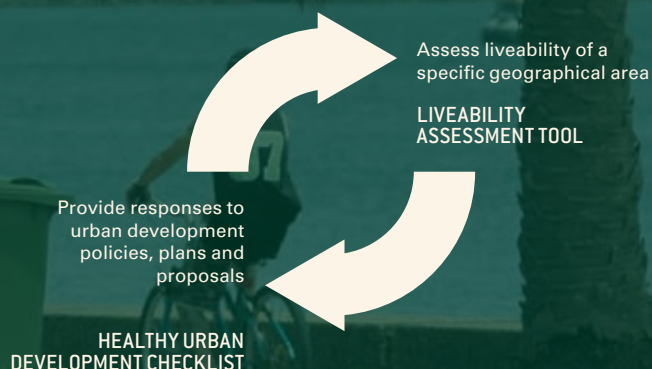 Assess liveability of a
specific geographical area
LIVEABILITY
ASSESSMENT TOOL
Provide responses to
urban development
policies, plans and
proposals
HEALTHY URBAN
DEVELOPMENT CHECKLIST
07